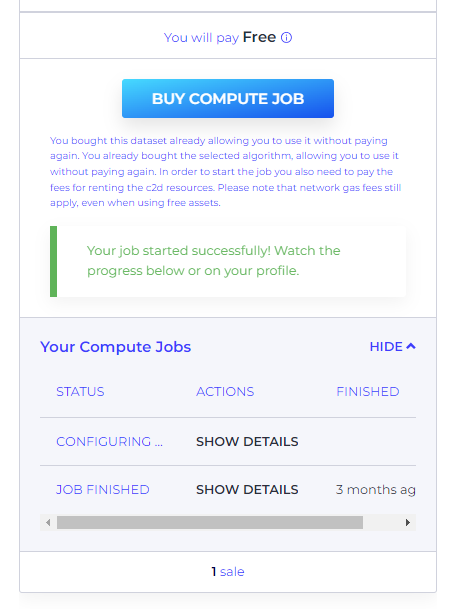 You will pay Free
BUY COMPUTE JOB
You bought this dataset already allowing you to use it without paying
again. You already bought the selected algorithm, allowing you to use it
without paying again. In order to start the job you also need to pay the
fees for renting the c2d resources. Please note that network gas fees still
apply, even when using free assets.
Your job started successfully! Watch the
progress below or on your profile.
Your Compute Jobs HIDE
STATUS ACTIONS FINISHED
CONFIGURING ... SHOW DETAILS
JOB FINISHED SHOW DETAILS 3 months ag
1 sale